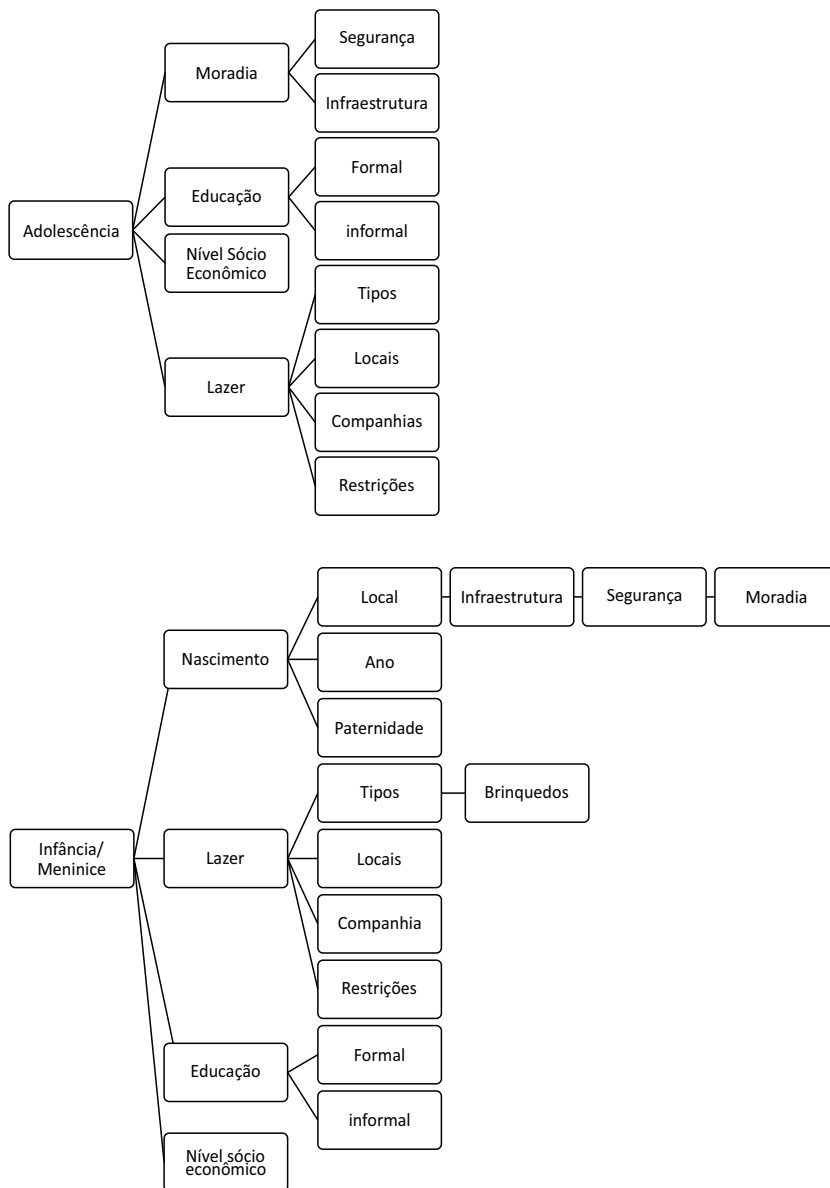 Adolescência
Moradia
Segurança
Infraestrutura
Educação
Formal
informal
Nível Sócio
Econômico
Lazer
Tipos
Locais
Companhias
Restrições
Infância/
Meninice
Nascimento
Local
Infraestrutura
Segurança
Moradia
Ano
Paternidade
Lazer
Tipos
Brinquedos
Locais
Companhia
Restrições
Educação
Formal
informal
Nível sócio
econômico